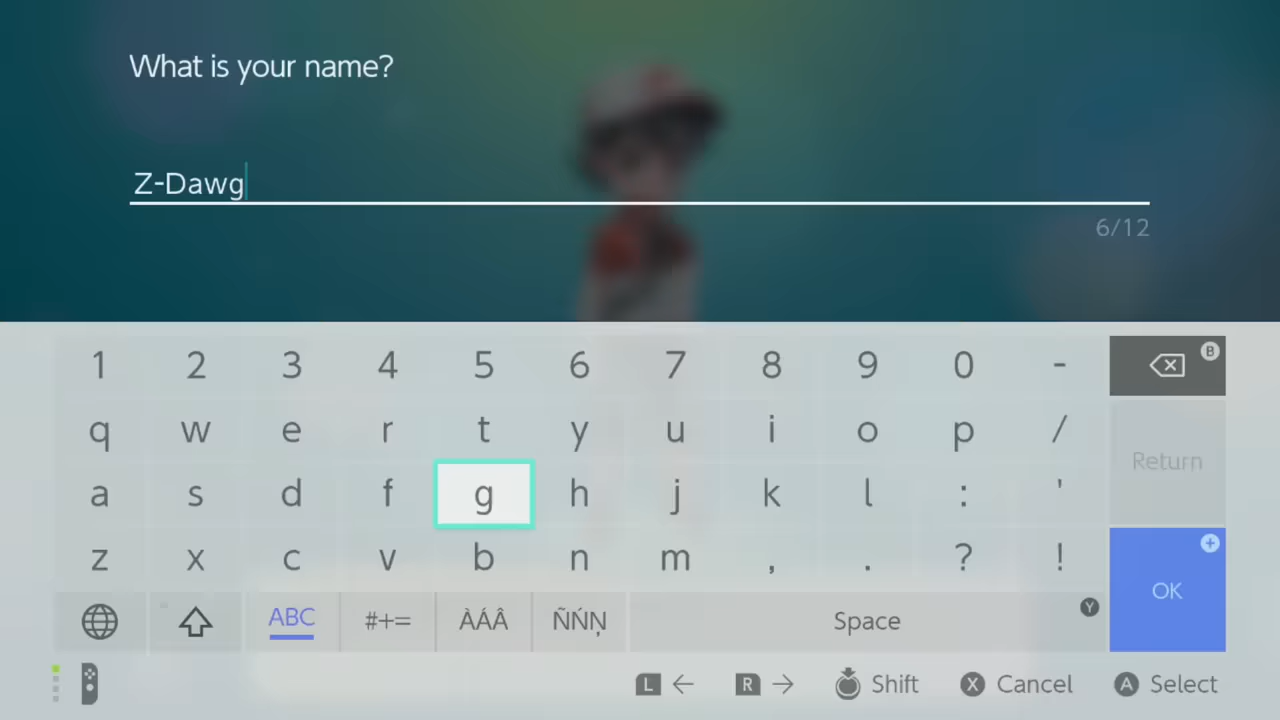 What is your name?
Z-Dawg
6/12
1 2 3 4 5 6 7 8 9 0 - B
q w e r t y u i o p / Return
a s d f g h j k l : '
z x c v b n m , . ? ! + OK
ABC #+= ÀÁÂ ÑŃŅ Space Y
L ← R → Shift X Cancel A Select